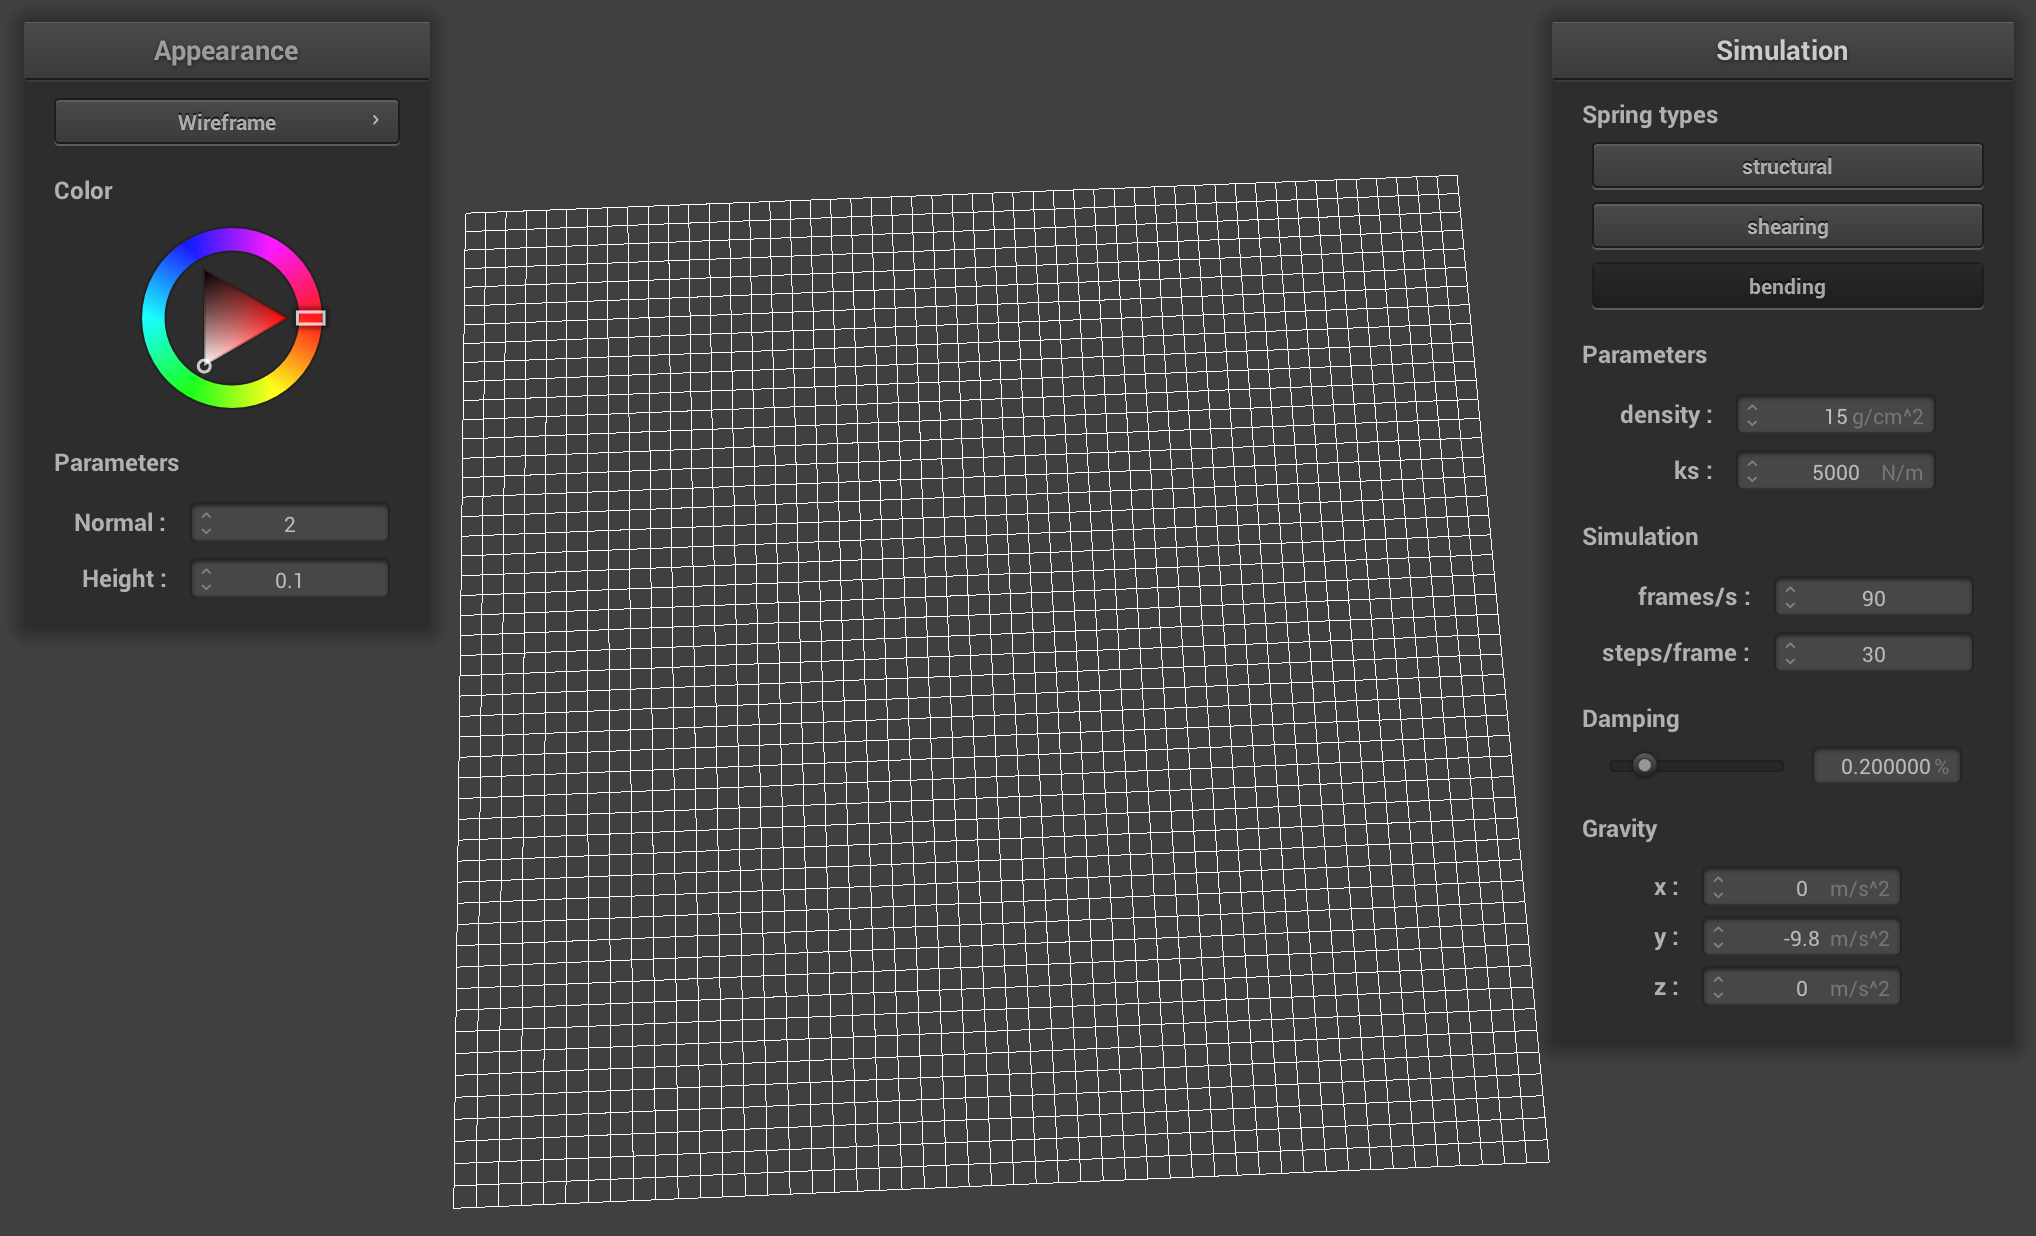 Appearance
Wireframe
Color
Parameters
Normal : 2
Height : 0.1
Simulation
Spring types
structural
shearing
bending
Parameters
density : 15 g/cm^2
ks : 5000 N/m
Simulation
frames/s : 90
steps/frame : 30
Damping
0.200000 %
Gravity
x : 0 m/s^2
y : -9.8 m/s^2
z : 0 m/s^2